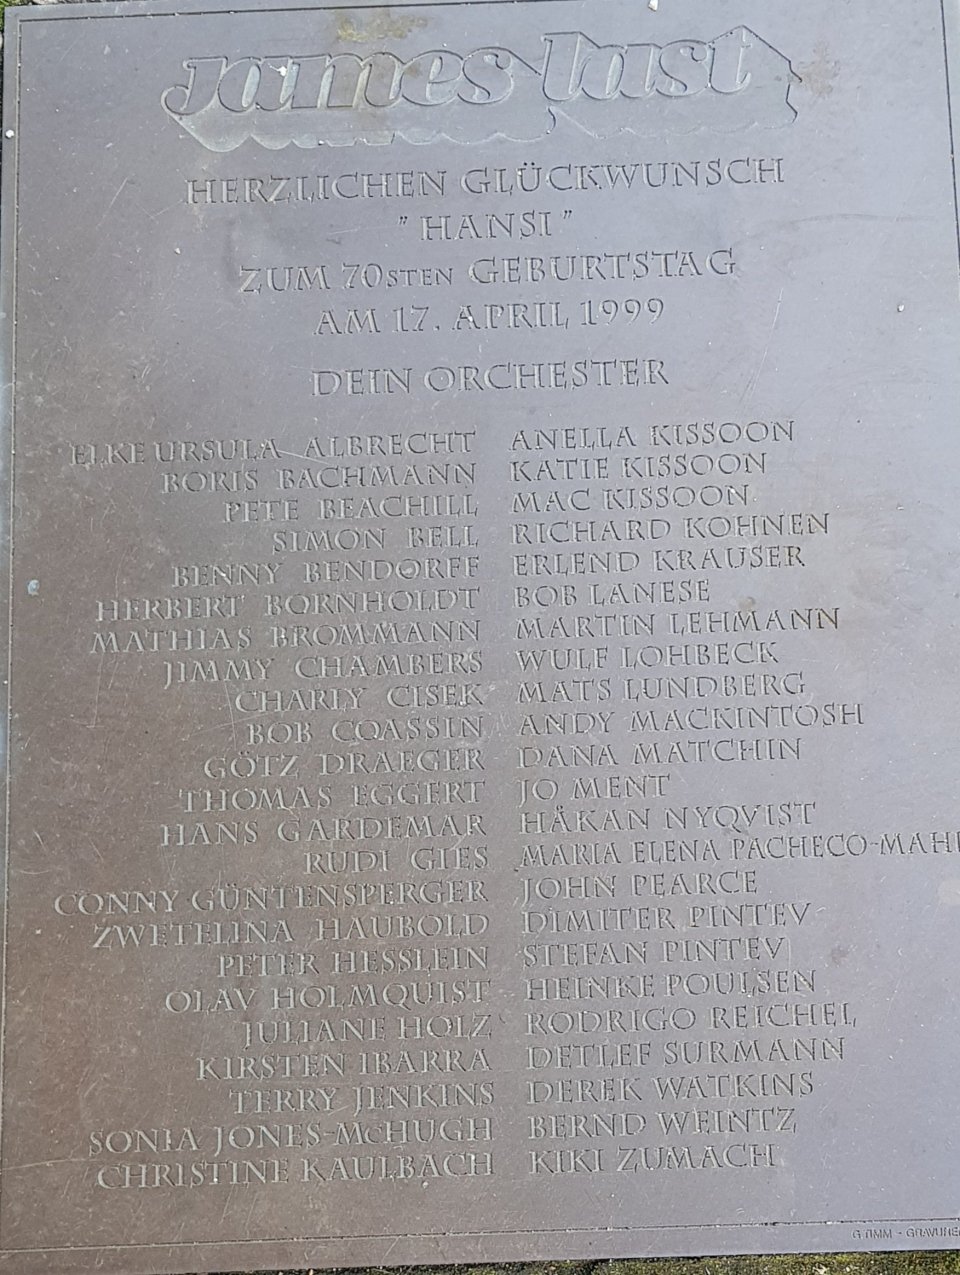 james last
HERZLICHEN GLÜCKWUNSCH
"HANSI"
ZUM 70STEN GEBURTSTAG
AM 17. APRIL 1999
DEIN ORCHESTER
ELKE URSULA ALBRECHT
BORIS BACHMANN
PETE BEACHILL
SIMON BELL
BENNY BENDORFF
HERBERT BORNHOLDT
MATHIAS BROMMANN
JIMMY CHAMBERS
CHARLY CISEK
BOB COASSIN
GÖTZ DRAEGER
THOMAS EGGERT
HANS GARDEMAR
RUDI GIES
CONNY GÜNTENSPERGER
ZWETELINA HAUBOLD
PETER HESSLEIN
OLAV HOLMQUIST
JULIANE HOLZ
KIRSTEN IBARRA
TERRY JENKINS
SONIA JONES-MCHUGH
CHRISTINE KAULBACH
ANELLA KISSOON
KATIE KISSOON
MAC KISSOON
RICHARD KOHNEN
ERLEND KRAUSER
BOB LANESE
MARTIN LEHMANN
WULF LOHBECK
MATS LUNDBERG
ANDY MACKINTOSH
DANA MATCHIN
JO MENT
HÅKAN NYQVIST
MARIA ELENA
JOHN PEARCE
DIMITER PINTEV
STEFAN PINTEV
HEINKE POULSEN
RODRIGO REICHEL
DETLEF SURMANN
DEREK WATKINS
BERND WEINTZ
KIKI ZUMACH